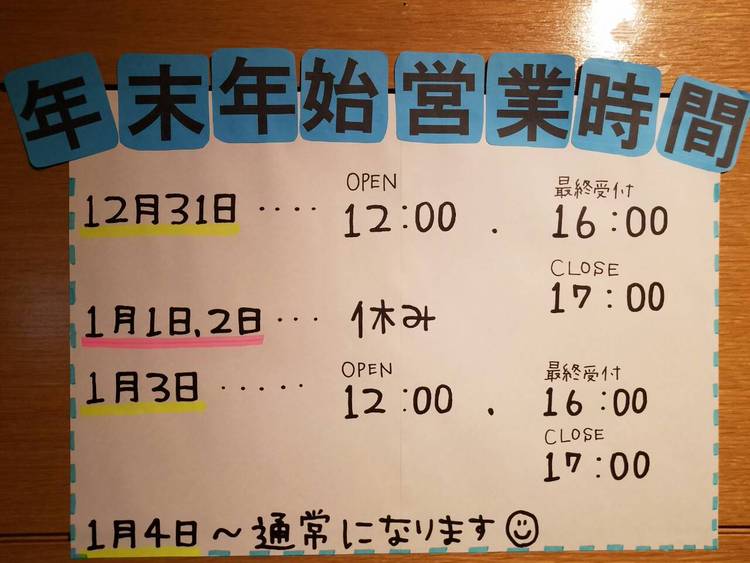 年末年始営業時間
OPEN 最終受付
12月31日 ‥‥ 12:00 . 16:00
CLOSE
17:00
1月1日,2日 ‥‥ 休み
OPEN 最終受付
1月3日 ‥‥‥ 12:00 . 16:00
CLOSE
17:00
1月4日～通常になります☺